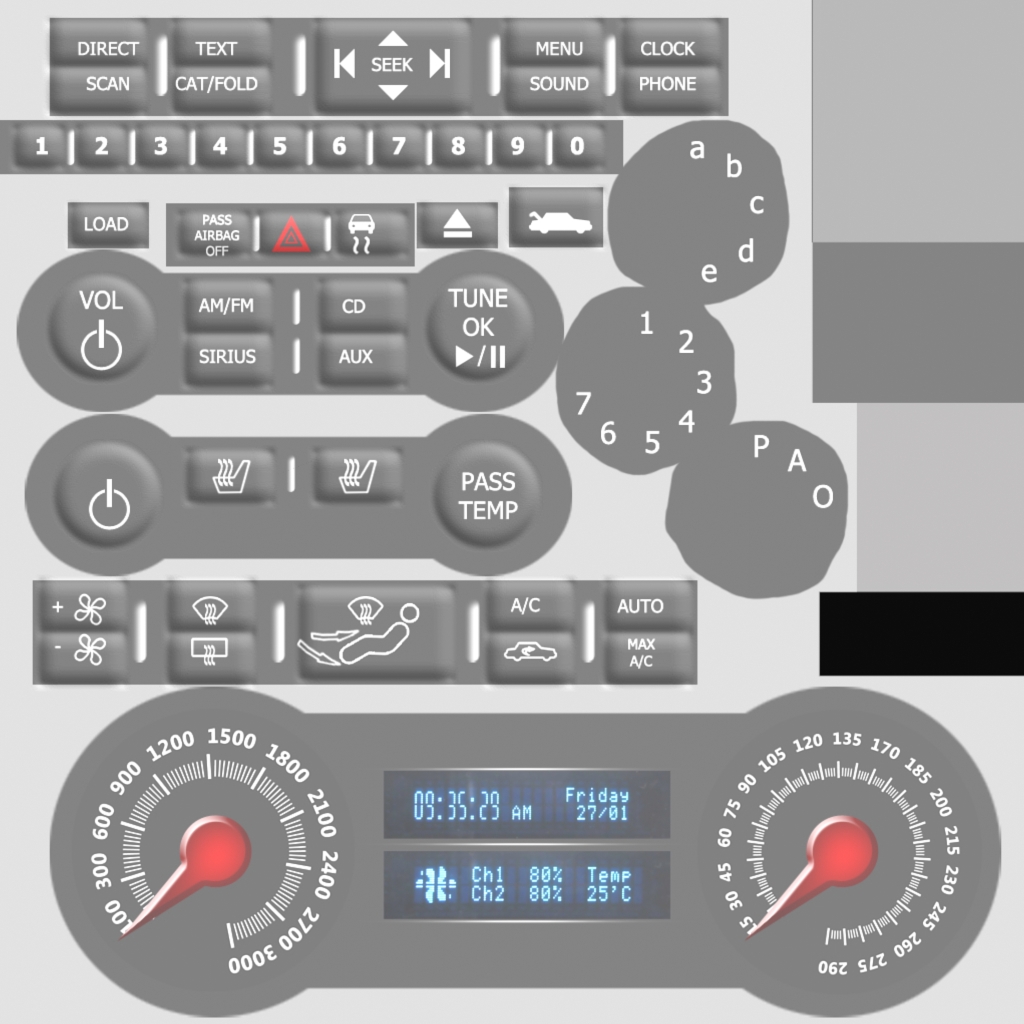 DIRECT TEXT SEEK MENU CLOCK
SCAN CAT/FOLD SOUND PHONE
1 2 3 4 5 6 7 8 9 0
a
b
c
d
e
LOAD
PASS
AIRBAG
OFF
VOL
AM/FM CD
SIRIUS AUX
TUNE
OK
1
2
3
4
5
6
7
PASS
TEMP
P
A
O
+ A/C AUTO
- MAX
A/C
100 300 600 900 1200 1500 1800 2100 2400 2700 3000
09:35:29 AM Friday
27/01
Ch1 80% Temp
Ch2 80% 25°C
15 30 45 60 75 90 105 120 135 170 185 200 215 230 245 260 275 290